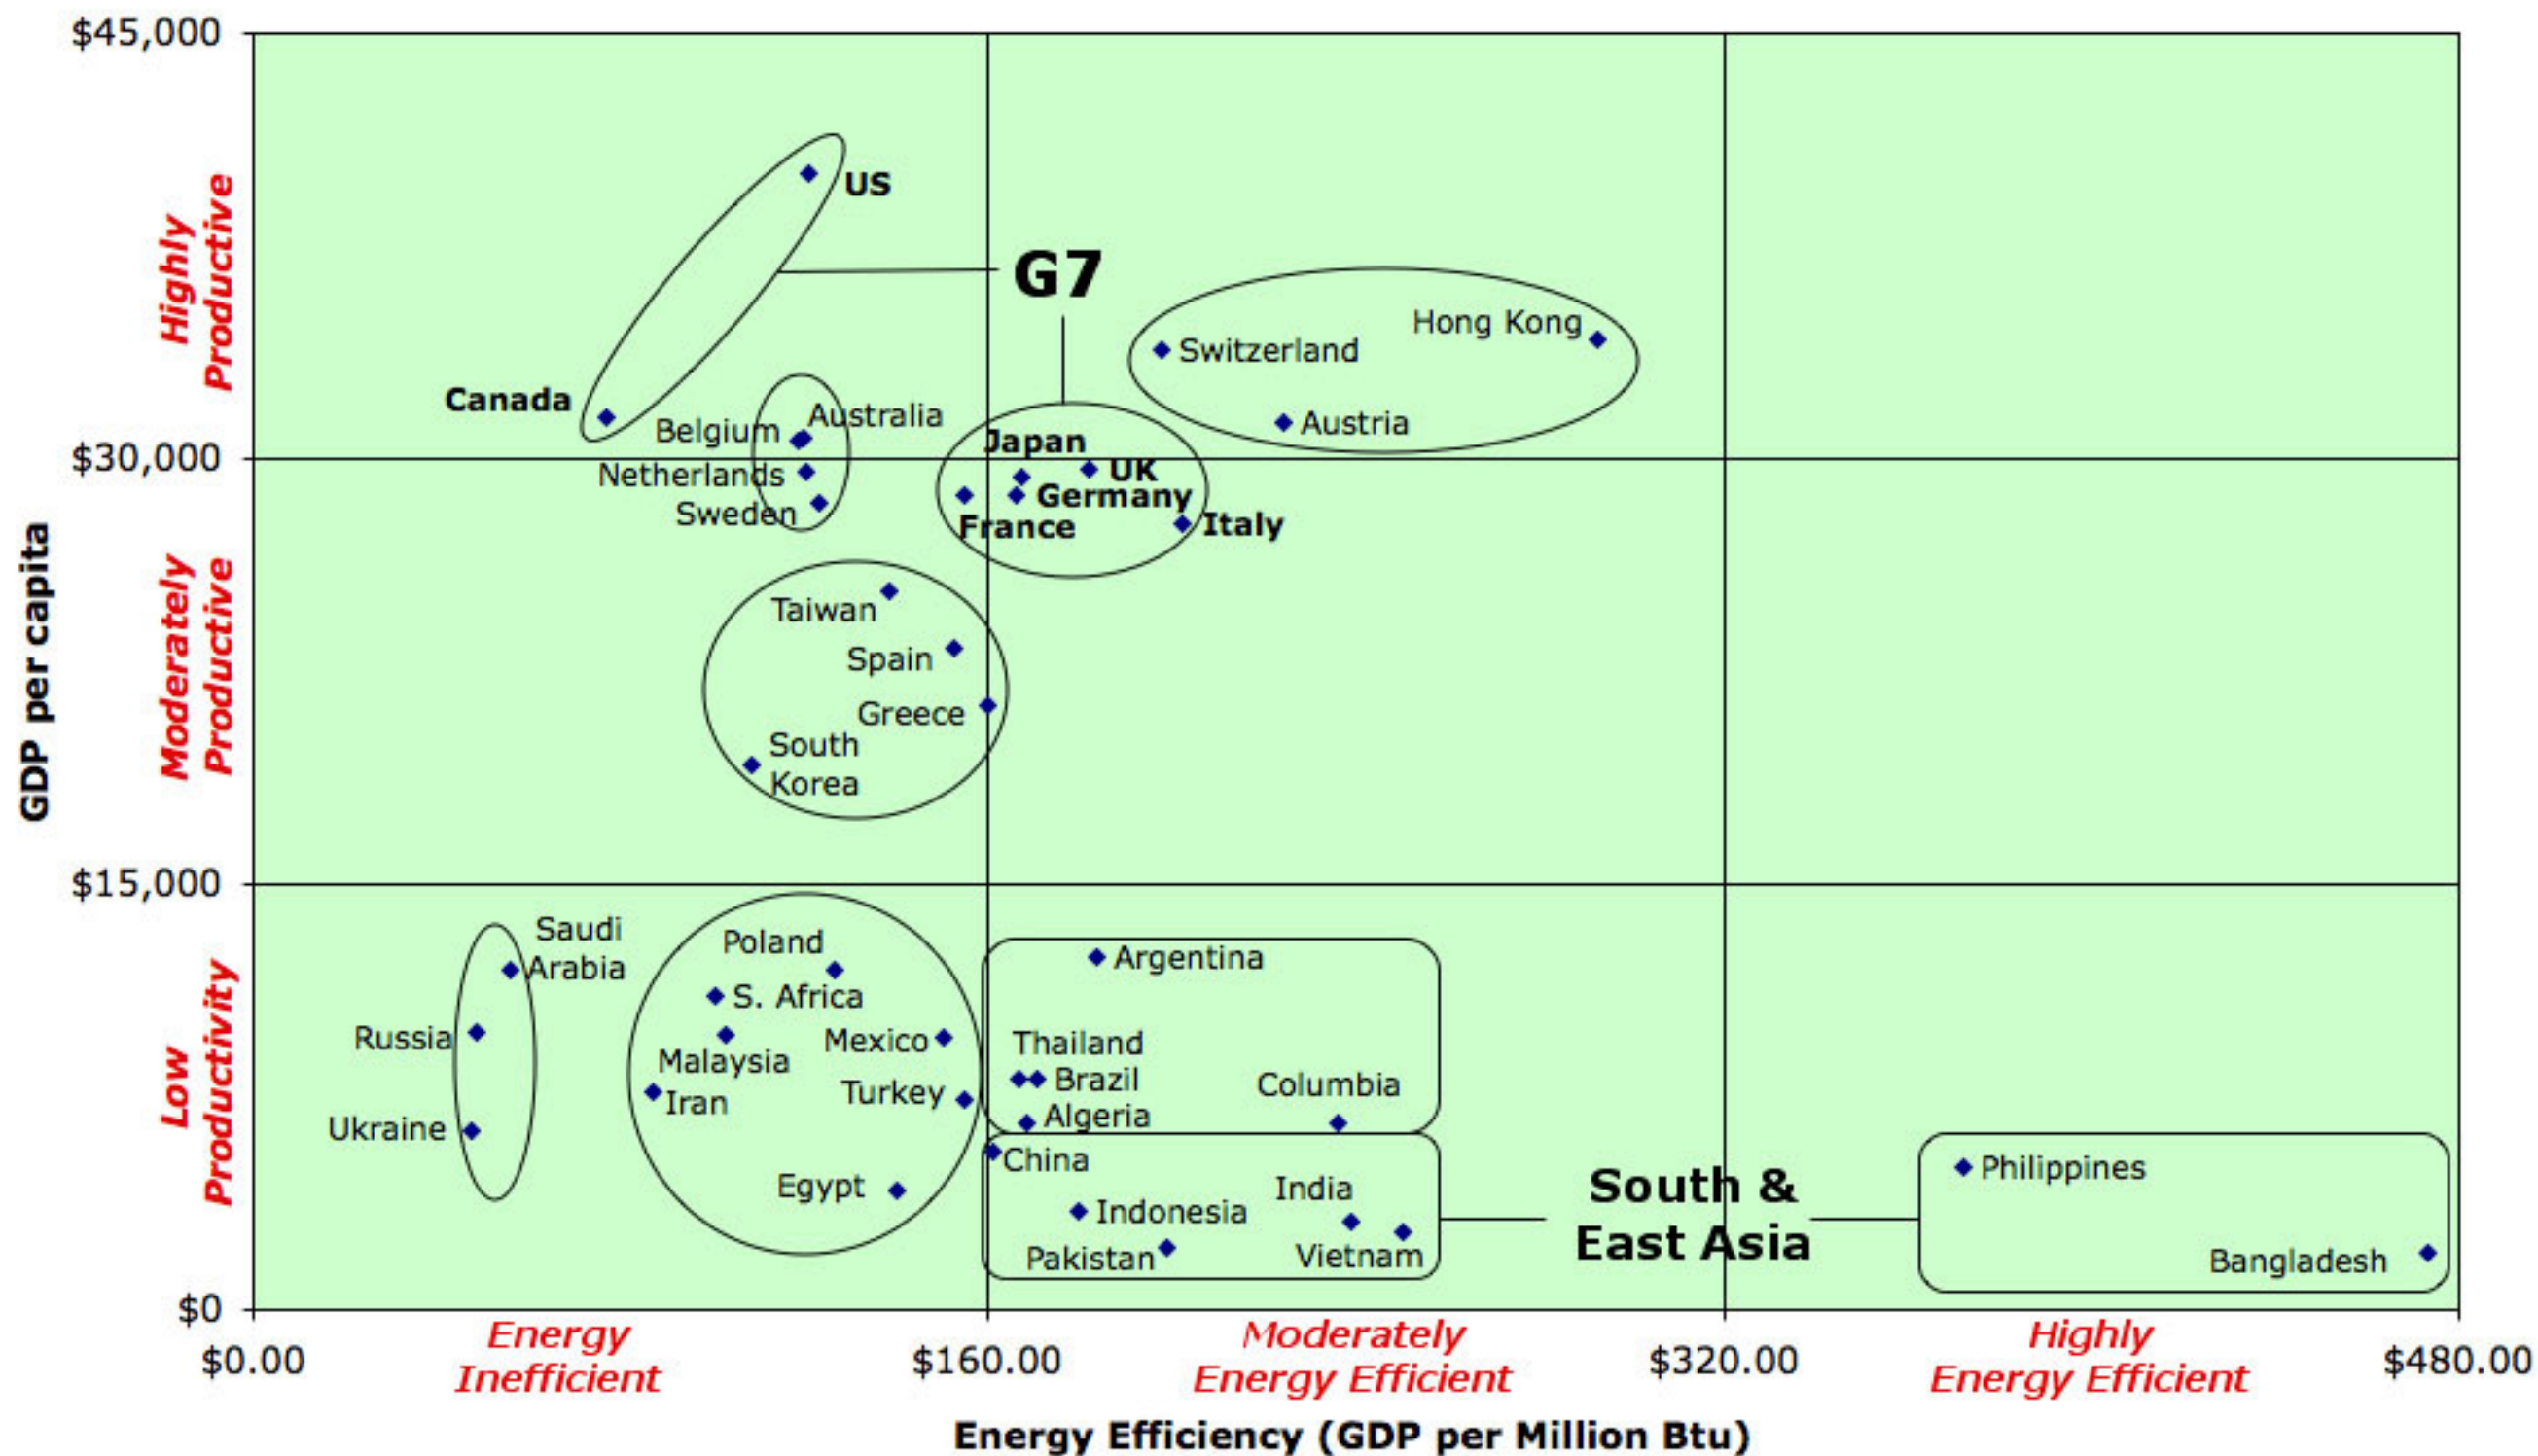 $45,000
Highly
Productive
US
G7
Hong Kong
Switzerland
Canada
Australia
Austria
Belgium
Japan
$30,000
UK
Netherlands
Germany
Sweden
France
Italy
GDP per capita
Moderately
Productive
Taiwan
Spain
Greece
South
Korea
$15,000
Low
Productivity
Saudi
Arabia
Poland
Argentina
S. Africa
Russia
Mexico
Thailand
Malaysia
Brazil
Columbia
Iran
Turkey
Algeria
Ukraine
China
Philippines
Egypt
India
South &
East Asia
Indonesia
Pakistan
Vietnam
Bangladesh
$0
$0.00
Energy
Inefficient
$160.00
Moderately
Energy Efficient
$320.00
Highly
Energy Efficient
$480.00
Energy Efficiency (GDP per Million Btu)